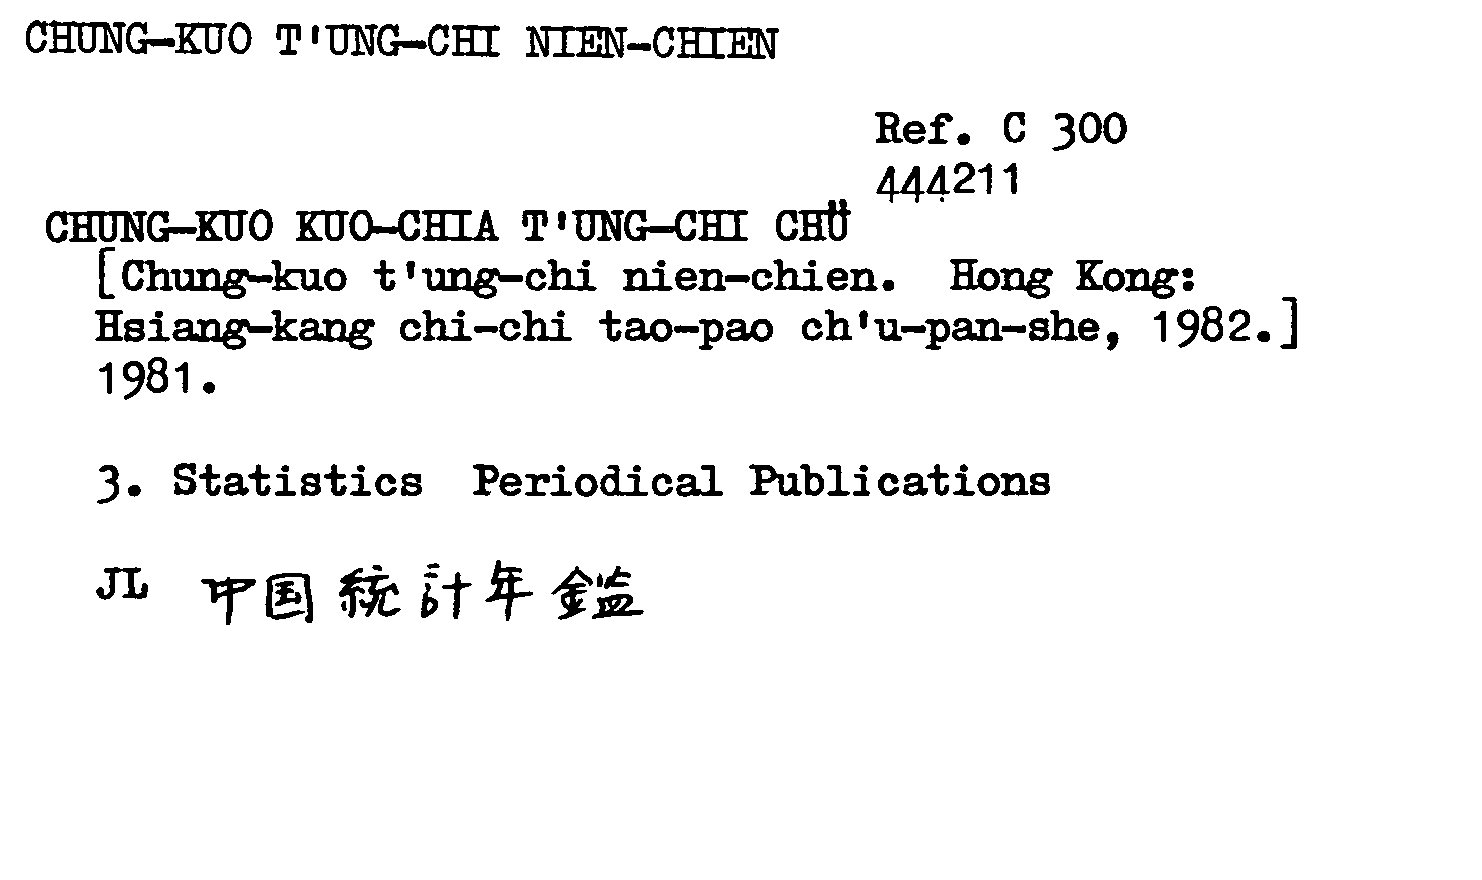 CHUNG-KUO T'UNG-CHI NIEN-CHIEN
Ref. C 300
444211
CHUNG-KUO KUO-CHIA T'UNG-CHI CHÜ
[Chung-kuo t'ung-chi nien-chien. Hong Kong:
Hsiang-kang chi-chi tao-pao ch'u-pan-she, 1982.]
1981.
3. Statistics Periodical Publications
JL 中国統計年鑑